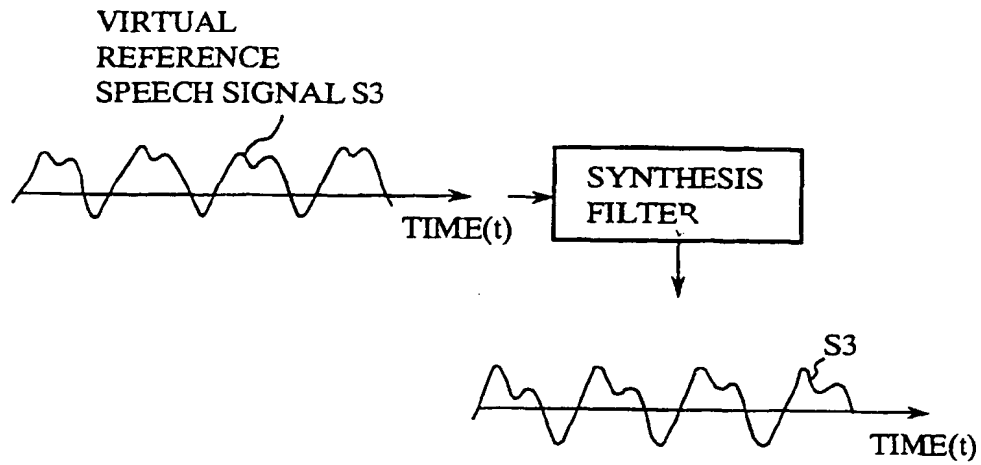 VIRTUAL
REFERENCE
SPEECH SIGNAL S3
TIME(t)
SYNTHESIS
FILTER
S3
TIME(t)